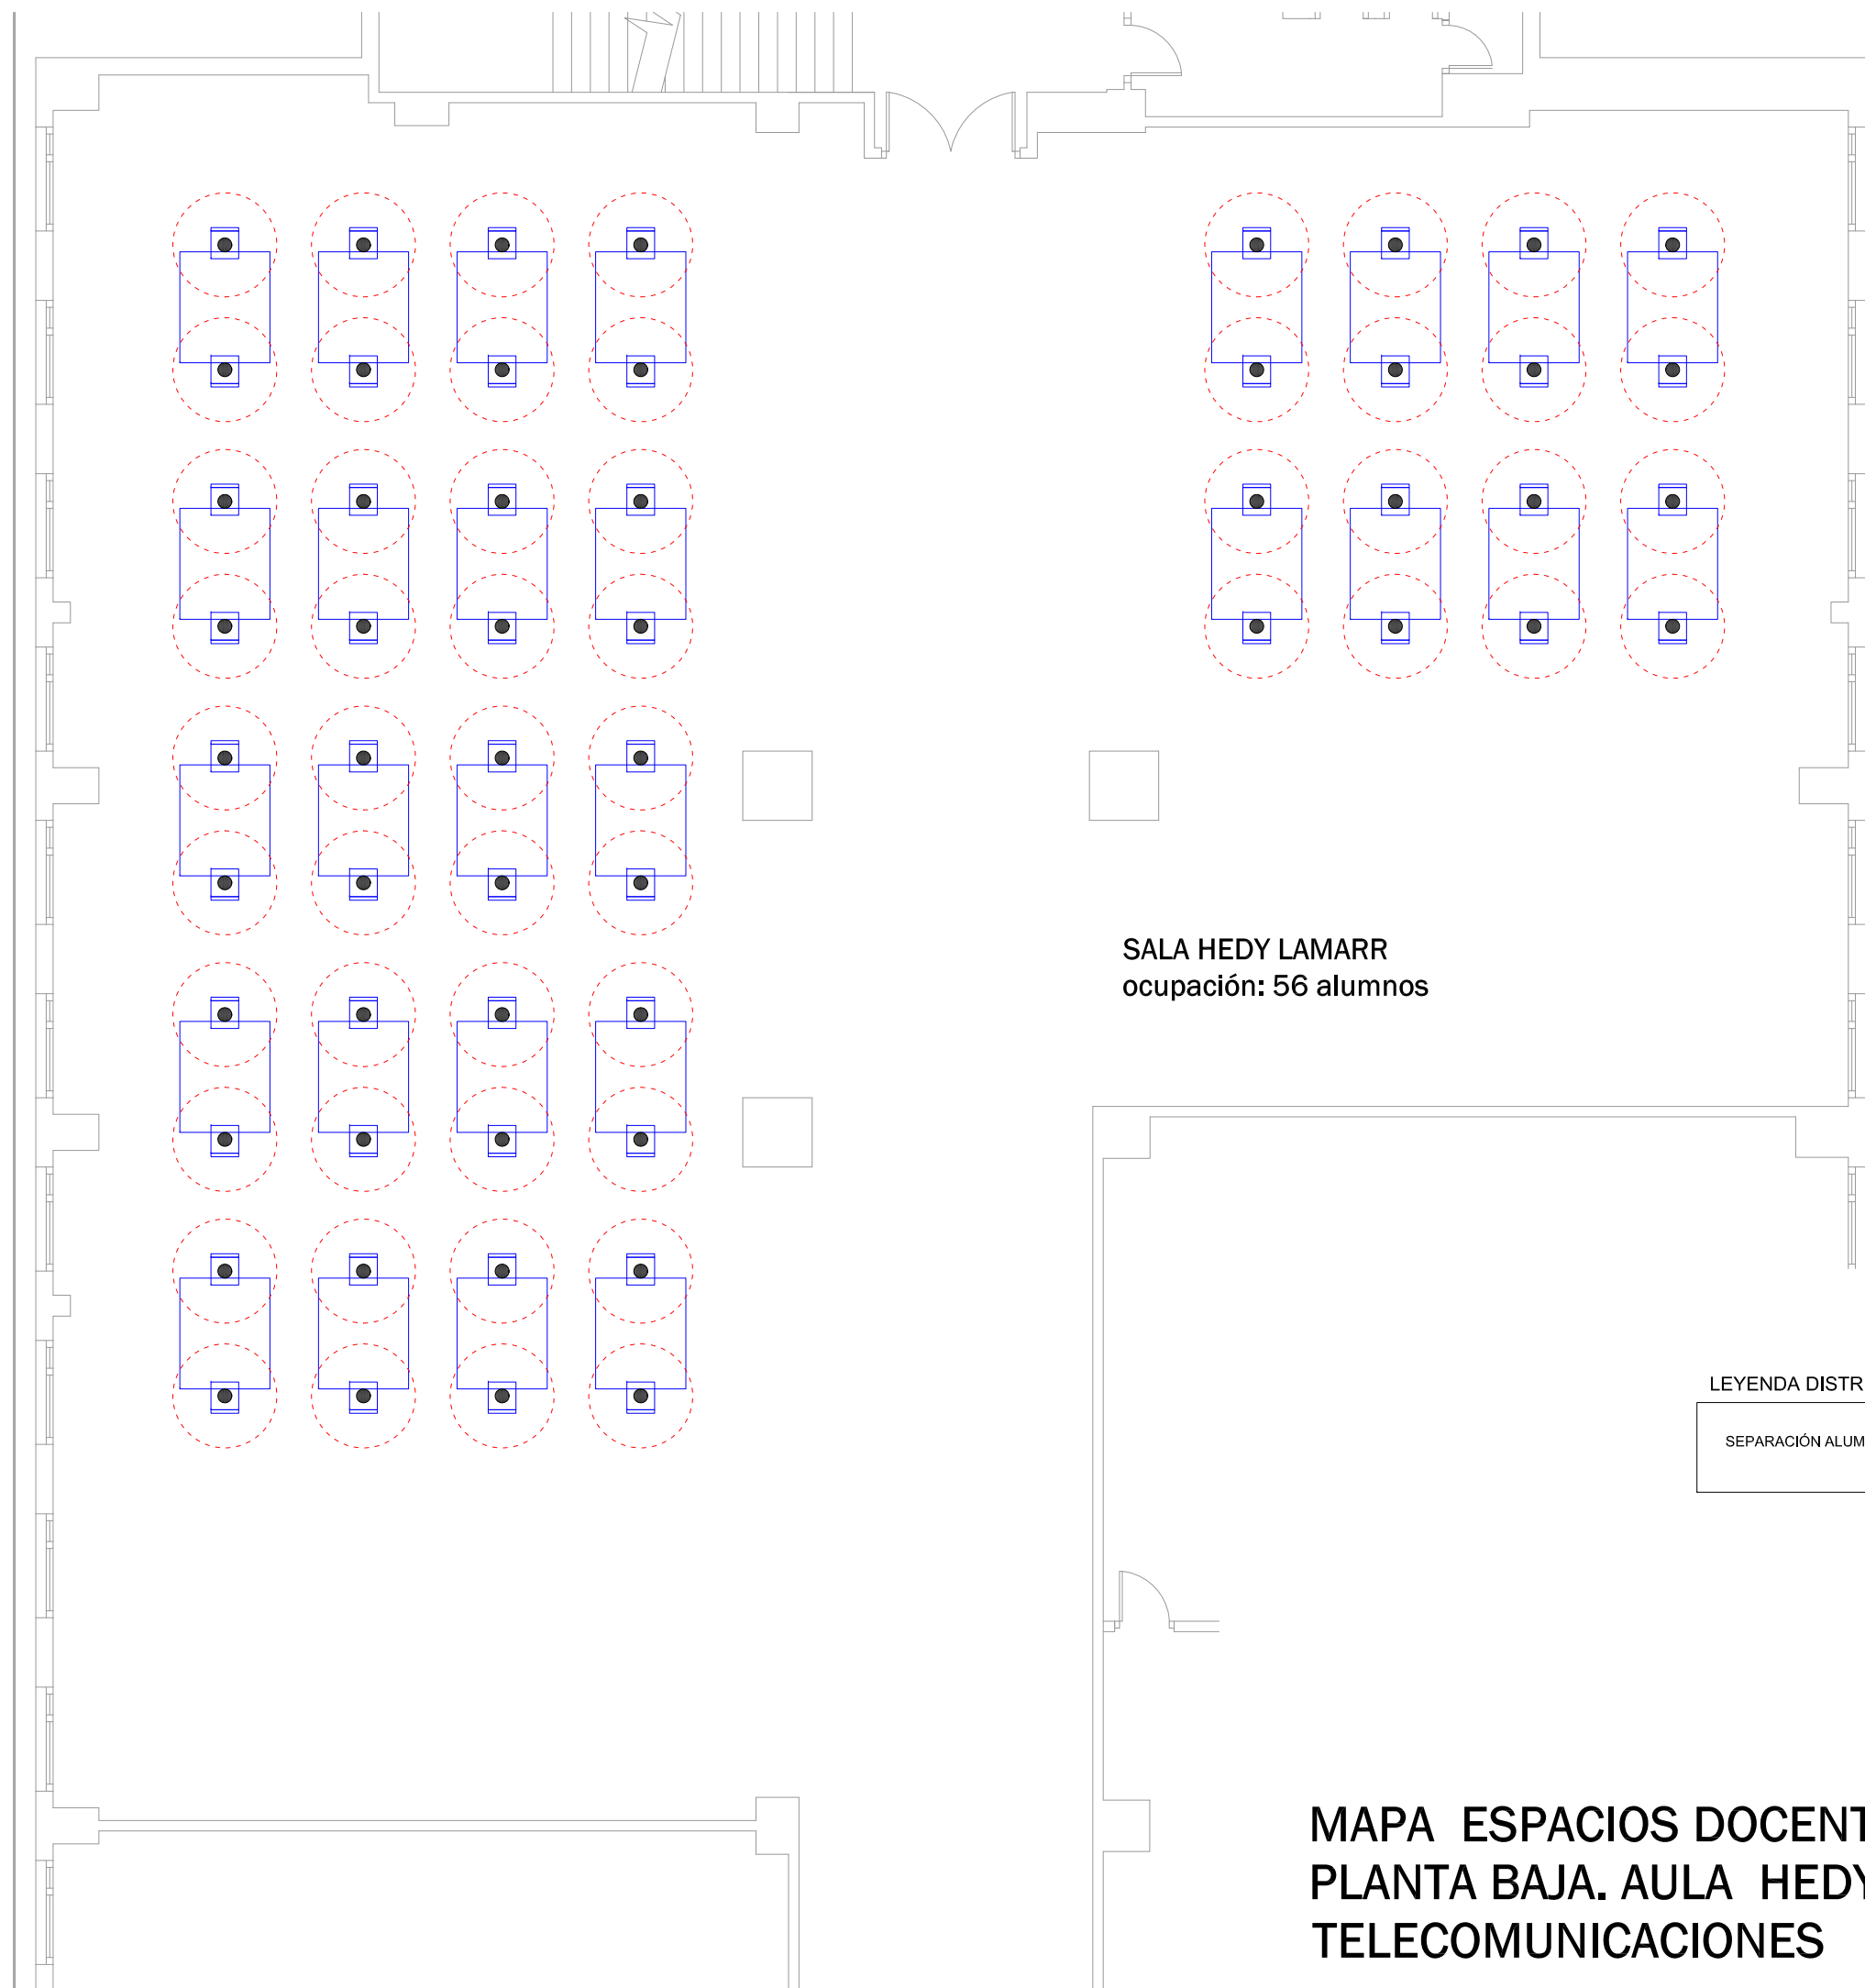 SALA HEDY LAMARR
ocupación: 56 alumnos
LEYENDA DISTR
SEPARACIÓN ALUM
MAPA ESPACIOS DOCENT
PLANTA BAJA. AULA HEDY
TELECOMUNICACIONES